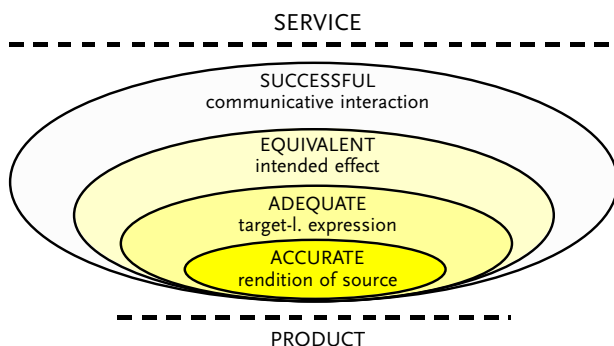 SERVICE
SUCCESSFUL
communicative interaction
EQUIVALENT
intended effect
ADEQUATE
target-l. expression
ACCURATE
rendition of source
PRODUCT